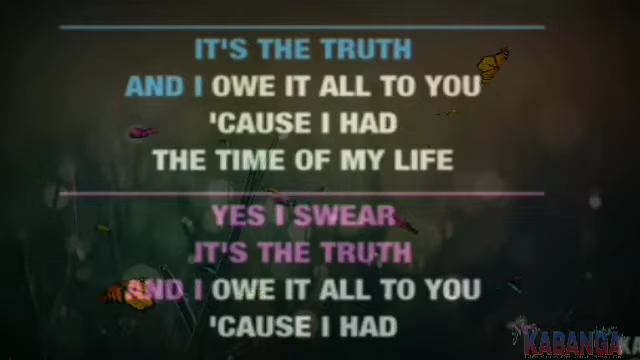 IT'S THE TRUTH
AND I OWE IT ALL TO YOU
'CAUSE I HAD
THE TIME OF MY LIFE
YES I SWEAR
IT'S THE TRUTH
AND I OWE IT ALL TO YOU
'CAUSE I HAD
KARANGA